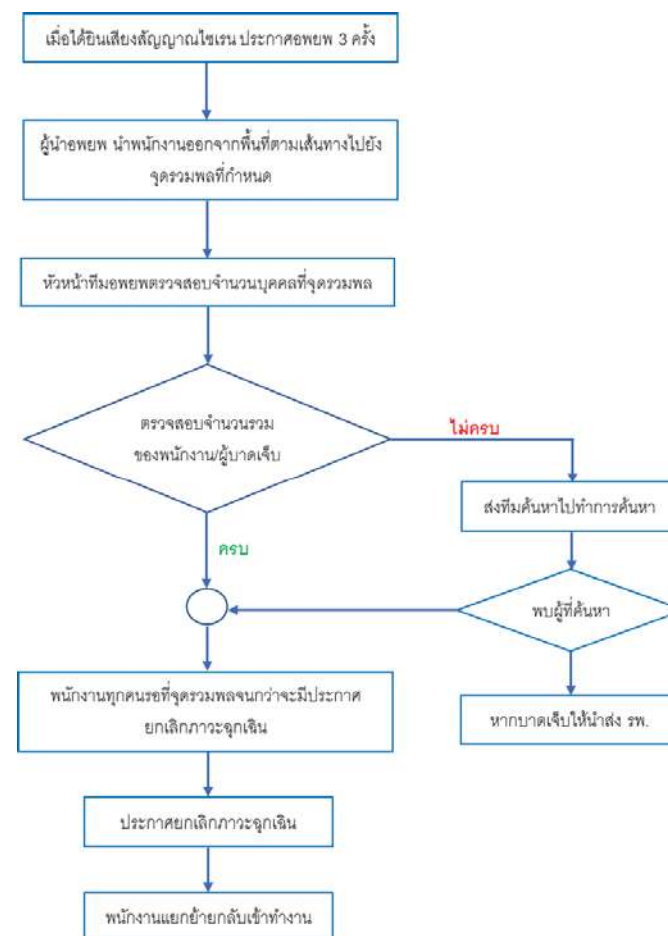 เมื่อได้ยินเสียงสัญญาณไซเรน ประกาศอพยพ 3 ครั้ง
ผู้นำอพยพ นำพนักงานออกจากพื้นที่ตามเส้นทางไปยัง
จุดรวมพลที่กำหนด
หัวหน้าทีมอพยพตรวจสอบจำนวนบุคคลที่จุดรวมพล
ตรวจสอบจำนวนรวม
ของพนักงาน/ผู้บาดเจ็บ
ไม่ครบ
ส่งทีมค้นหาไปทำการค้นหา
ครบ
พบผู้ที่ค้นหา
พนักงานทุกคนรอที่จุดรวมพลจนกว่าจะมีประกาศ
ยกเลิกภาวะฉุกเฉิน
หากบาดเจ็บให้นำส่ง รพ.
ประกาศยกเลิกภาวะฉุกเฉิน
พนักงานแยกย้ายกลับเข้าทำงาน